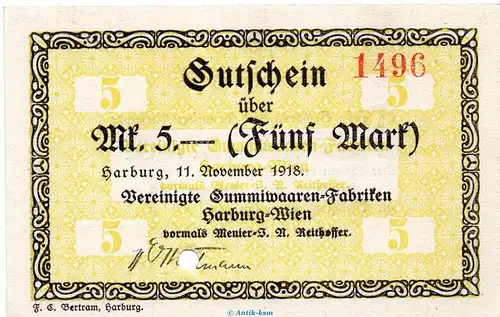 Gutschein
1496
5
5
über
Mk. 5.— (Fünf Mark)
Harburg, 11. November 1918.
Vereinigte Gummiwaaren-Fabriken
Harburg-Wien
vormals Menier-J. N. Reithoffer.
5
5
F. C. Bertram, Harburg.
© Antik-ksm